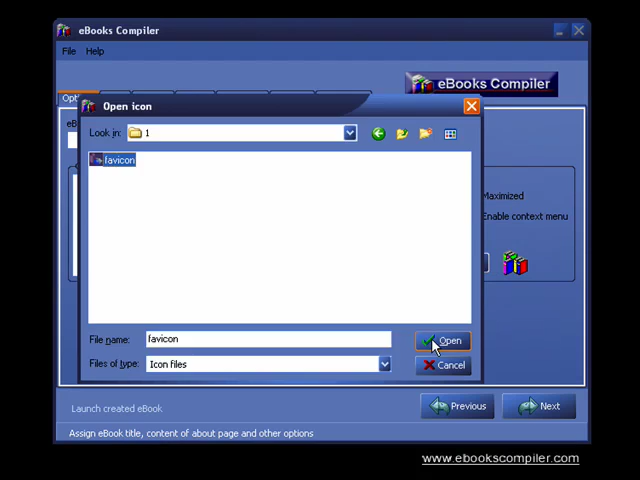 eBooks Compiler
File Help
eBooks Compiler
Open icon
Look in: 1
favicon
Maximized
Enable context menu
File name: favicon
Open
Files of type: Icon files
Cancel
Launch created eBook
Previous
Next
Assign eBook title, content of about page and other options
www.ebookscompiler.com